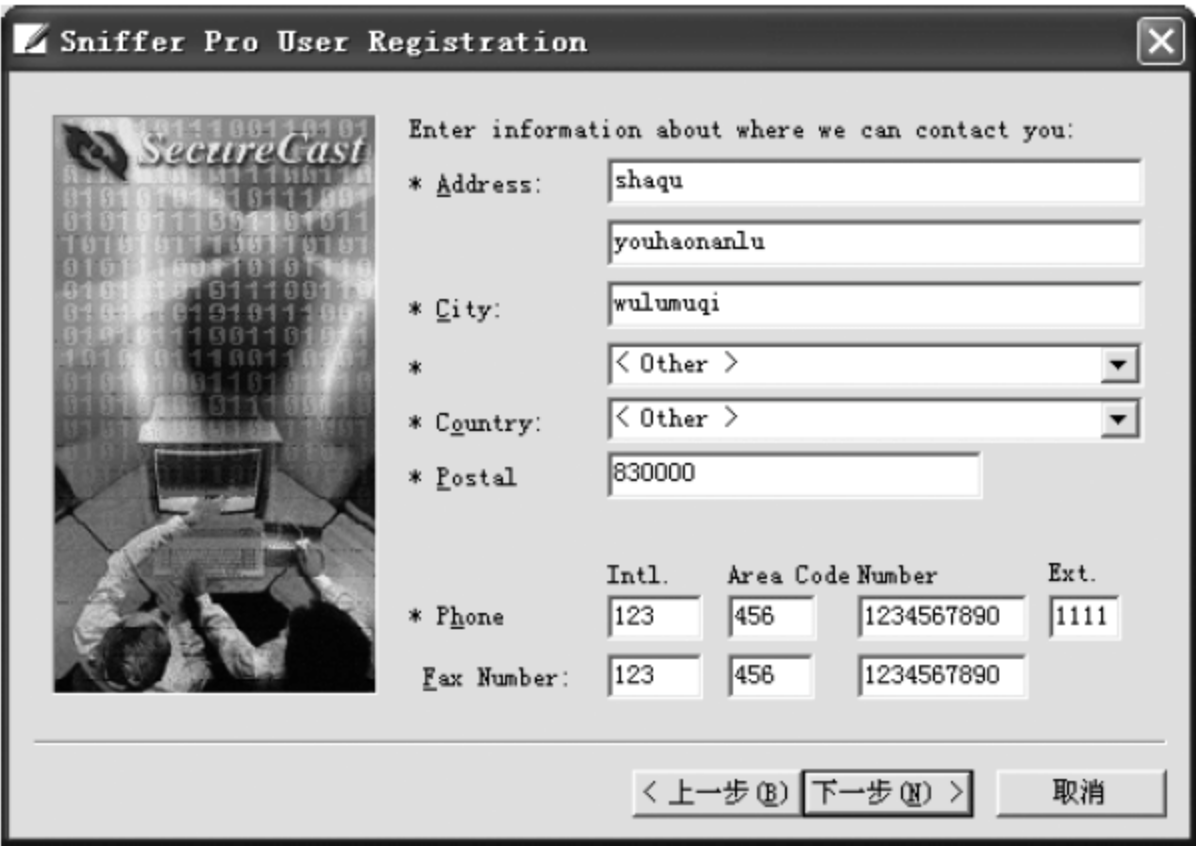 Sniffer Pro User Registration
SecureCast
Enter information about where we can contact you:
* Address: shaqu
youhaonanlu
* City: wulumuqi
* < Other >
* Country: < Other >
* Postal 830000
Intl. Area Code Number Ext.
* Phone 123 456 1234567890 1111
Fax Number: 123 456 1234567890
< 上一步(B) 下一步(N) > 取消